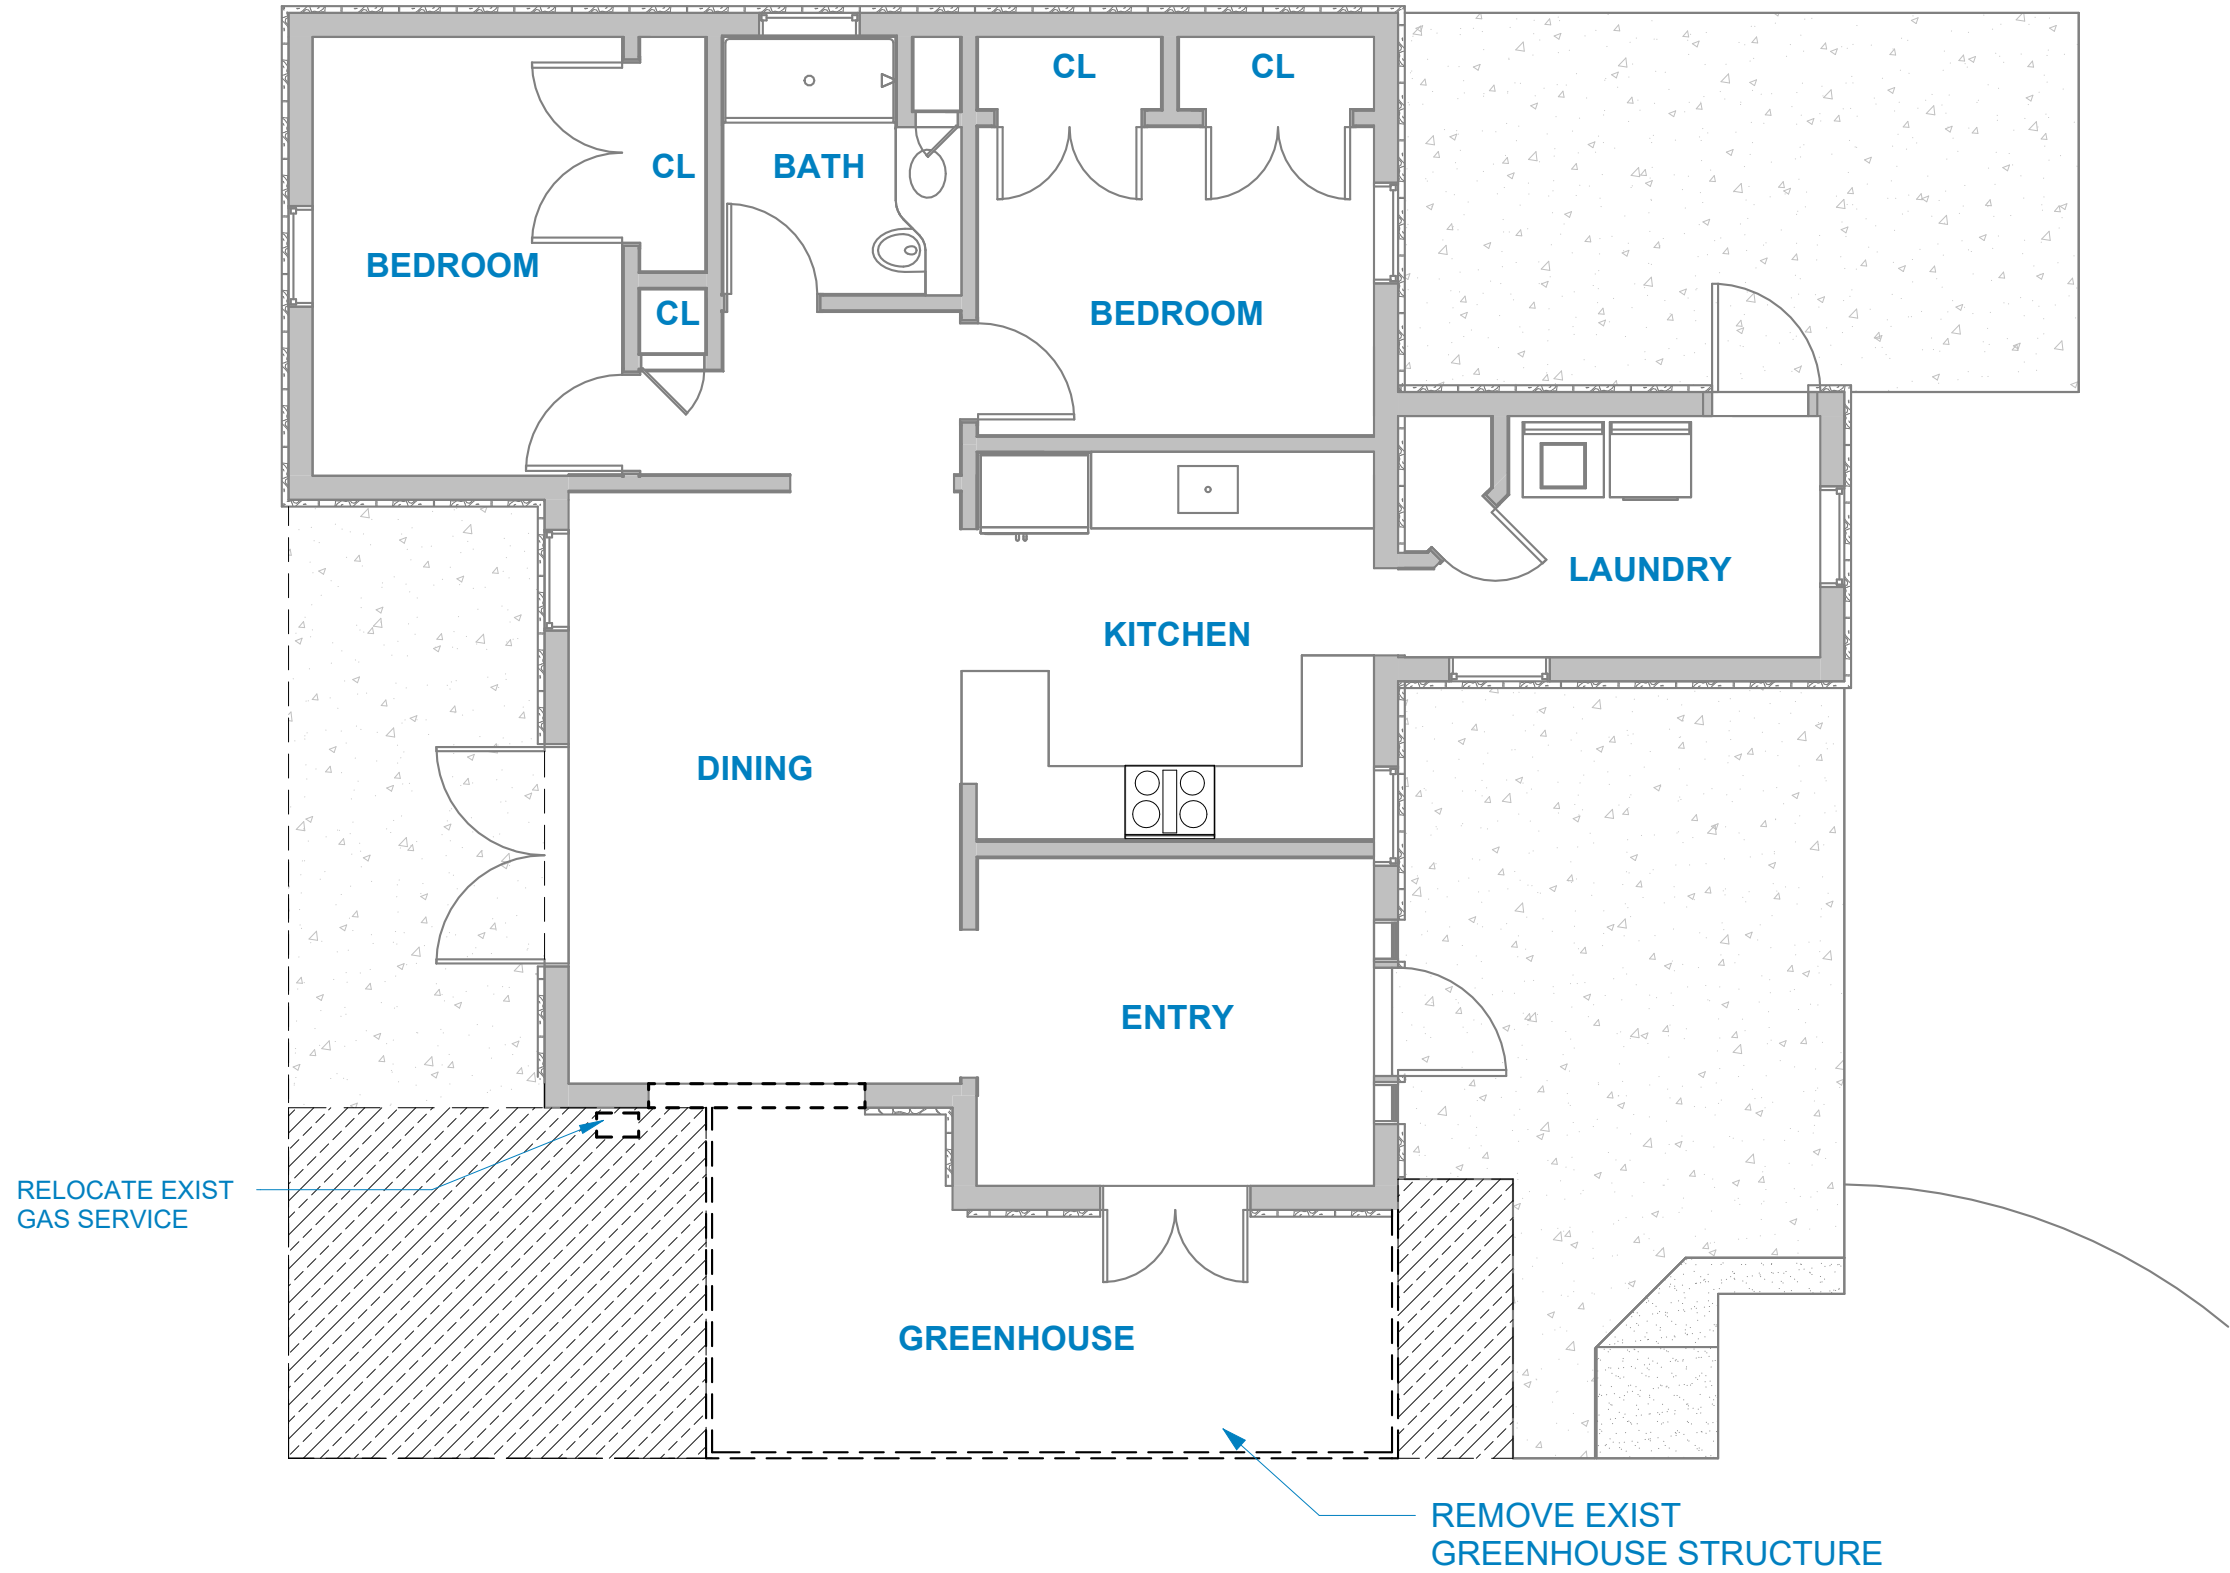 CL
CL
CL
BATH
BEDROOM
CL
BEDROOM
LAUNDRY
KITCHEN
DINING
ENTRY
RELOCATE EXIST
GAS SERVICE
GREENHOUSE
REMOVE EXIST
GREENHOUSE STRUCTURE